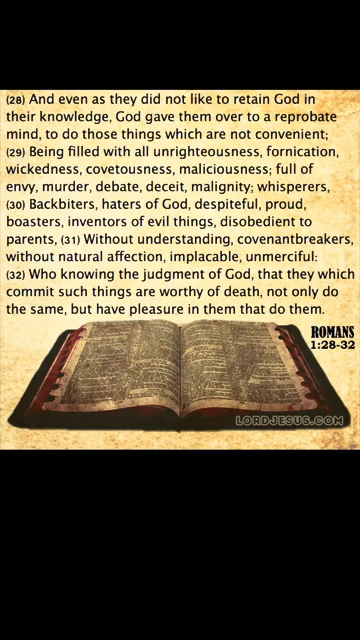 (28) And even as they did not like to retain God in
their knowledge, God gave them over to a reprobate
mind, to do those things which are not convenient;
(29) Being filled with all unrighteousness, fornication,
wickedness, covetousness, maliciousness; full of
envy, murder, debate, deceit, malignity; whisperers,
(30) Backbiters, haters of God, despiteful, proud,
boasters, inventors of evil things, disobedient to
parents, (31) Without understanding, covenantbreakers,
without natural affection, implacable, unmerciful:
(32) Who knowing the judgment of God, that they which
commit such things are worthy of death, not only do
the same, but have pleasure in them that do them.
ROMANS
1:28-32
LORDJESUS.COM